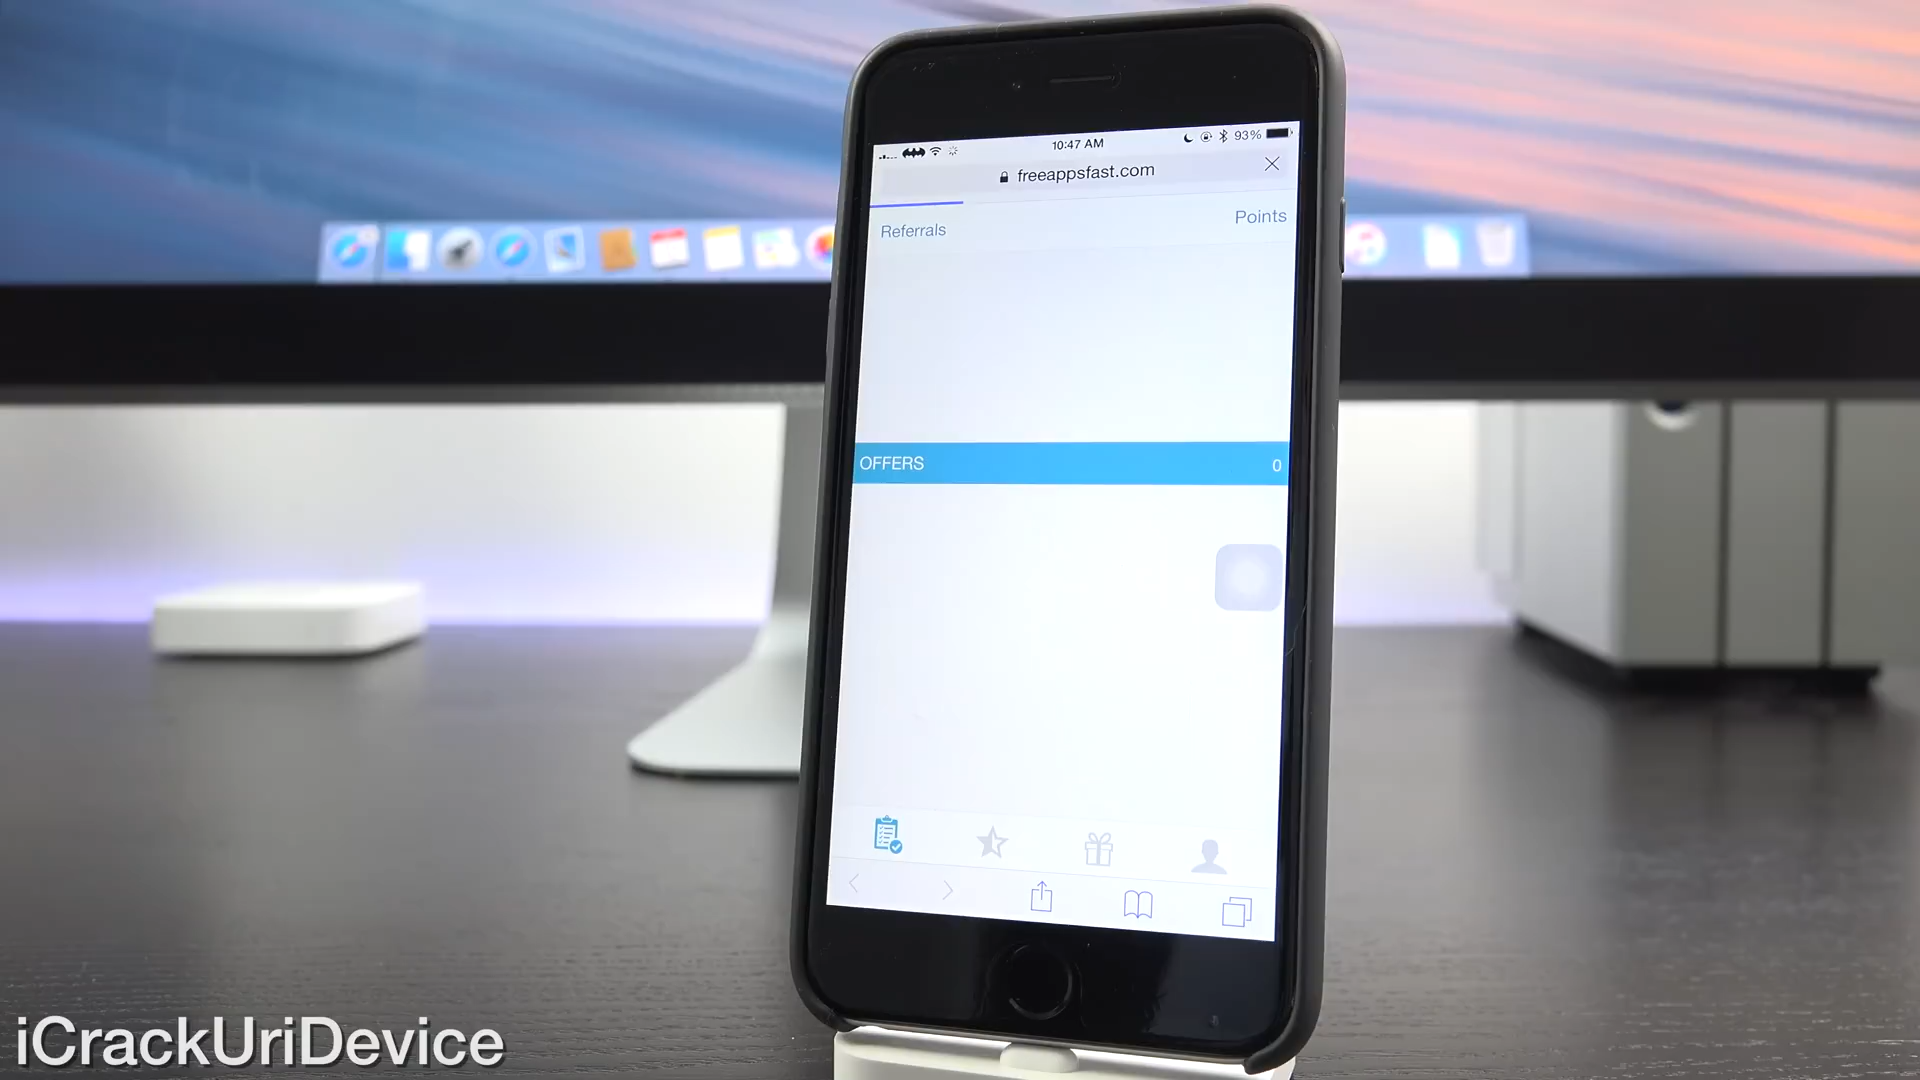 10:47 AM
93%
freeappsfast.com
Referrals
Points
OFFERS
0
iCrackUriDevice